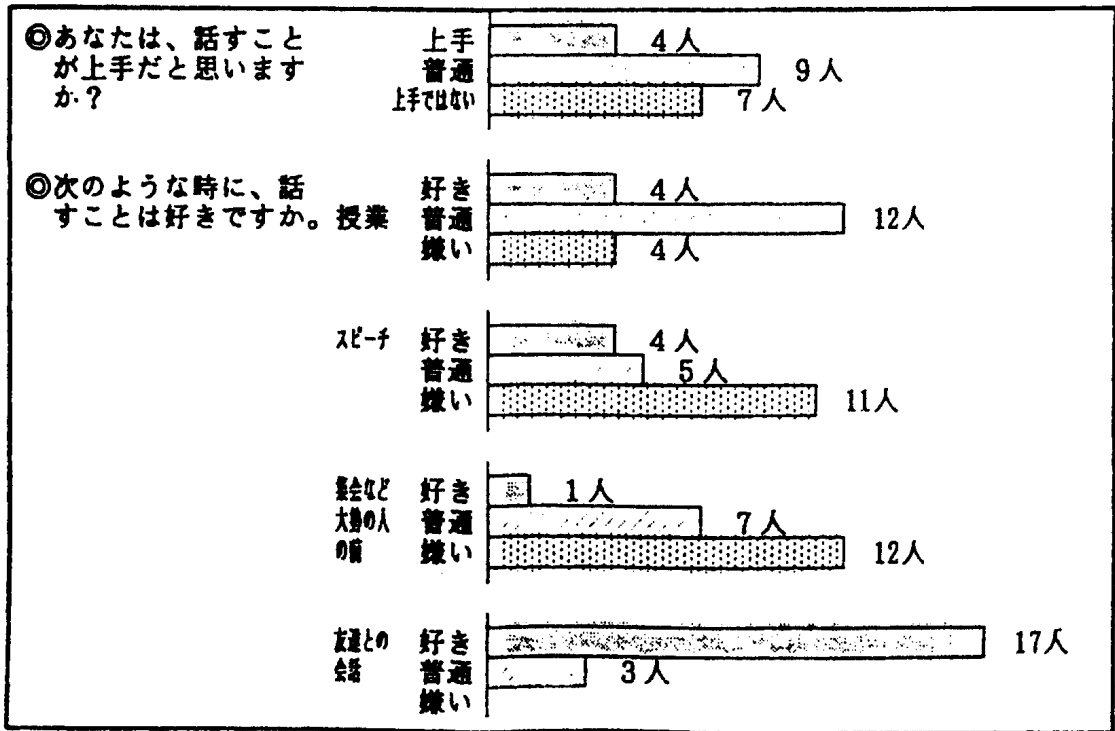 ◎あなたは、話すこと
が上手だと思います
か?
上手 4人
普通 9人
上手ではない 7人
◎次のような時に、話
すことは好きですか。
授業
好き 4人
普通 12人
嫌い 4人
スピーチ
好き 4人
普通 5人
嫌い 11人
集会など
大勢の人
の前
好き 1人
普通 7人
嫌い 12人
友達との
会話
好き 17人
普通 3人
嫌い